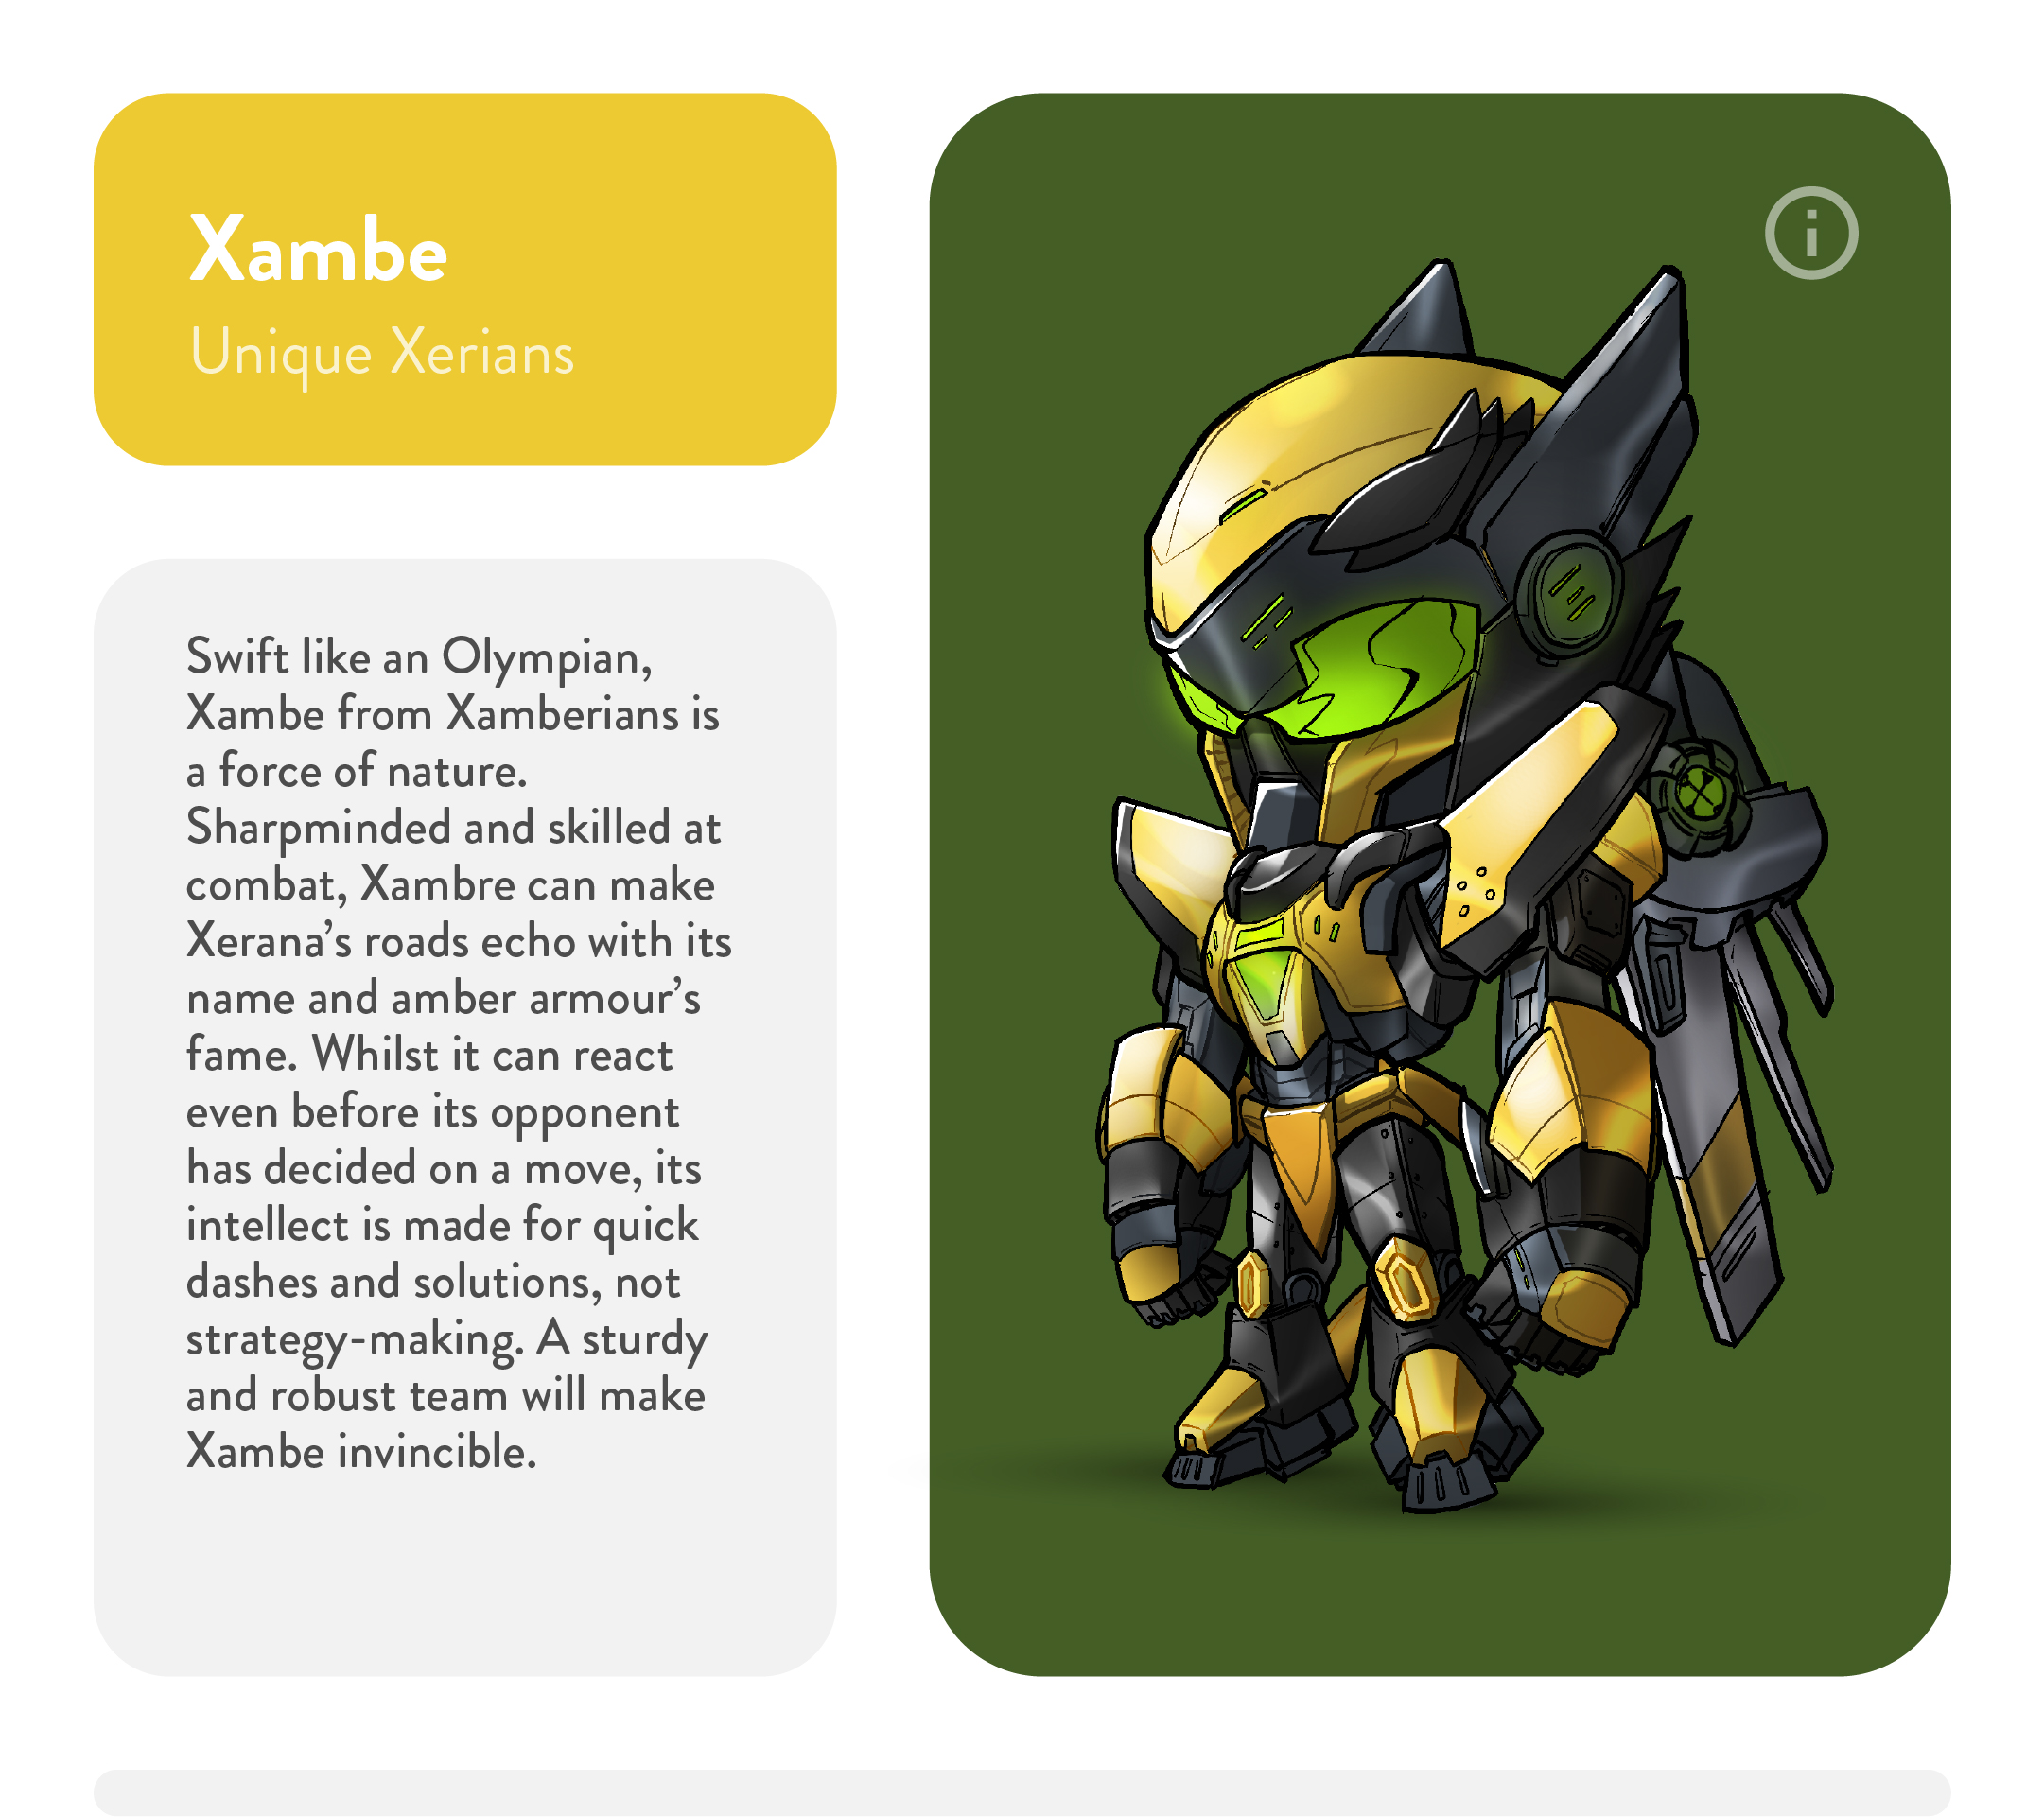 Xambe
Unique Xerians
Swift like an Olympian,
Xambe from Xamberians is
a force of nature.
Sharpminded and skilled at
combat, Xambre can make
Xerana’s roads echo with its
name and amber armour’s
fame. Whilst it can react
even before its opponent
has decided on a move, its
intellect is made for quick
dashes and solutions, not
strategy-making. A sturdy
and robust team will make
Xambe invincible.
i